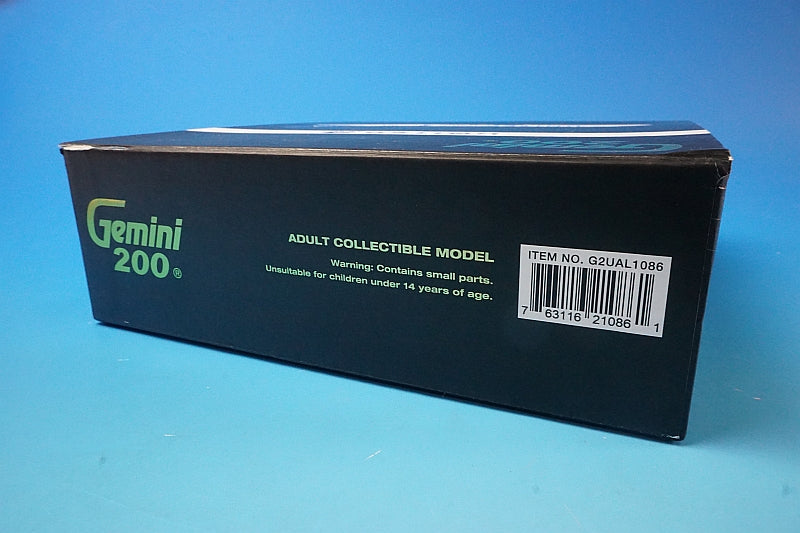 Gemini
Gemini
200®
ADULT COLLECTIBLE MODEL
Warning: Contains small parts.
Unsuitable for children under 14 years of age.
ITEM NO. G2UAL1086
7 63116 21086 1